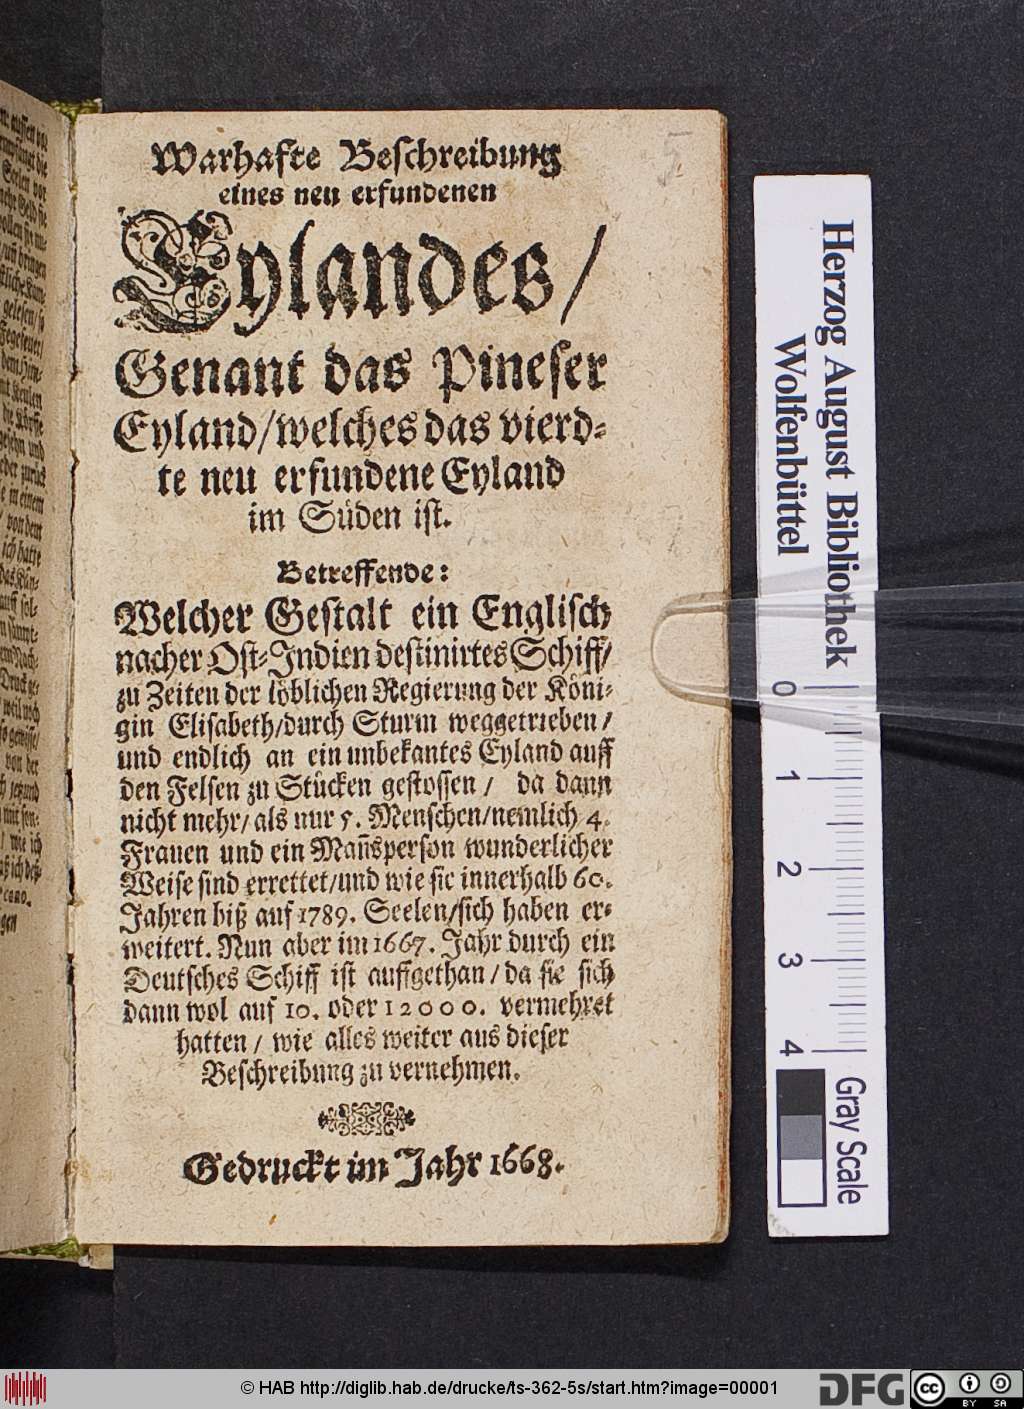 Warhafte Beschreibung
eines neu erfundenen
Eylandes/
Genant das Pineser
Eyland/welches das vierd-
te neu erfundene Eyland
im Süden ist.
Betreffende:
Welcher Gestalt ein Englisch
nacher Ost-Indien destinirtes Schiff/
zu Zeiten der löblichen Regierung der Köni-
gin Elisabeth/durch Sturm weggetrieben/
und endlich an ein unbekantes Eyland auff
den Felsen zu Stücken gestossen/ da dann
nicht mehr/als nur 5. Menschen/nemlich 4.
Frauen und ein Mañsperson wunderlicher
Weise sind errettet/und wie sie innerhalb 60.
Jahren biß auf 1789. Seelen/sich haben er-
weitert. Nun aber im 1667. Jahr durch ein
Deutsches Schiff ist auffgethan/da sie sich
dann wol auf 10. oder 12000. vermehret
hatten/ wie alles weiter aus dieser
Beschreibung zu vernehmen.
Gedruckt im Jahr 1668.
Herzog August Bibliothek
Wolfenbüttel
0
1
2
3
4
Gray Scale
© HAB http://diglib.hab.de/drucke/ts-362-5s/start.htm?image=00001
DFG
cc
BY SA